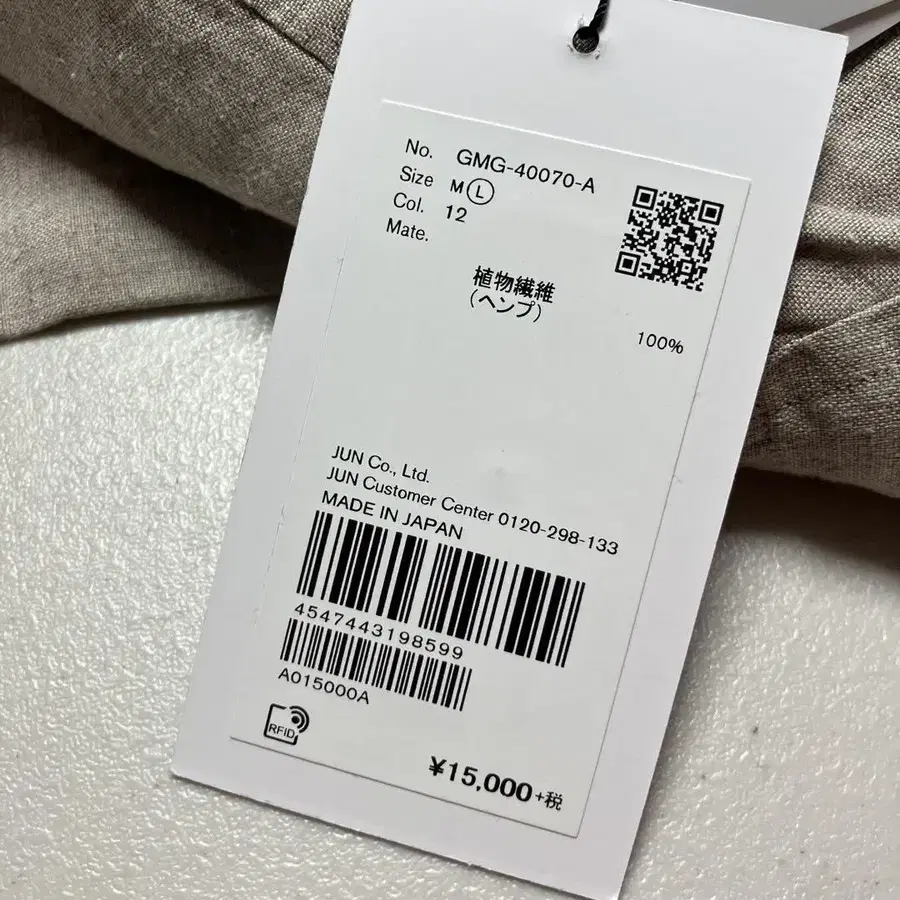 No. GMG-40070-A
Size M L
Col. 12
Mate.
植物繊維
(ヘンプ)
100%
JUN Co., Ltd.
JUN Customer Center 0120-298-133
MADE IN JAPAN
4547443198599
A015000A
RFID
¥15,000+税